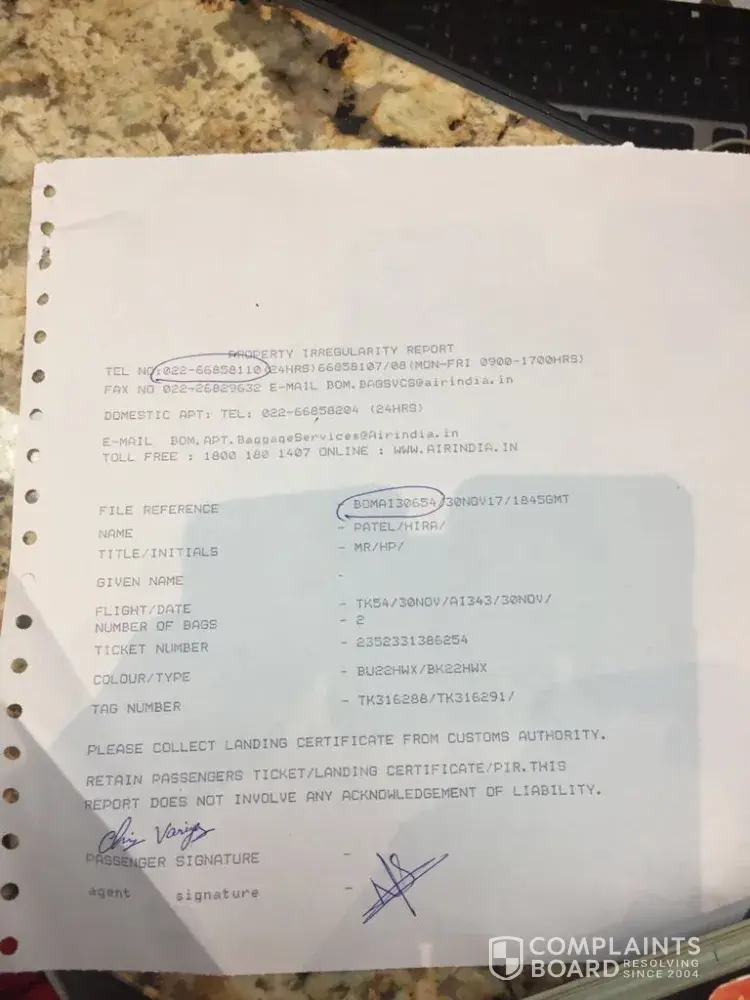 PROPERTY IRREGULARITY REPORT
TEL NO:022-66858110(24HRS)66858107/08(MON-FRI 0900-1700HRS)
FAX NO 022-26829632 E-MAIL BOM.BAGSVCS@airindia.in
DOMESTIC APT: TEL: 022-66858204 (24HRS)
E-MAIL BOM.APT.BaggageServices@Airindia.in
TOLL FREE : 1800 180 1407 ONLINE : WWW.AIRINDIA.IN
FILE REFERENCE - BOMAI30654/30NOV17/1845GMT
NAME - PATEL/HIRA/
TITLE/INITIALS - MR/HP/
GIVEN NAME -
FLIGHT/DATE - TK54/30NOV/AI343/30NOV/
NUMBER OF BAGS - 2
TICKET NUMBER - 2352331386254
COLOUR/TYPE - BU22HWX/BK22HWX
TAG NUMBER - TK316288/TK316291/
PLEASE COLLECT LANDING CERTIFICATE FROM CUSTOMS AUTHORITY.
RETAIN PASSENGERS TICKET/LANDING CERTIFICATE/PIR.THIS
REPORT DOES NOT INVOLVE ANY ACKNOWLEDGEMENT OF LIABILITY.
PASSENGER SIGNATURE -
agent signature -
COMPLAINTS
BOARD RESOLVING
SINCE 2004